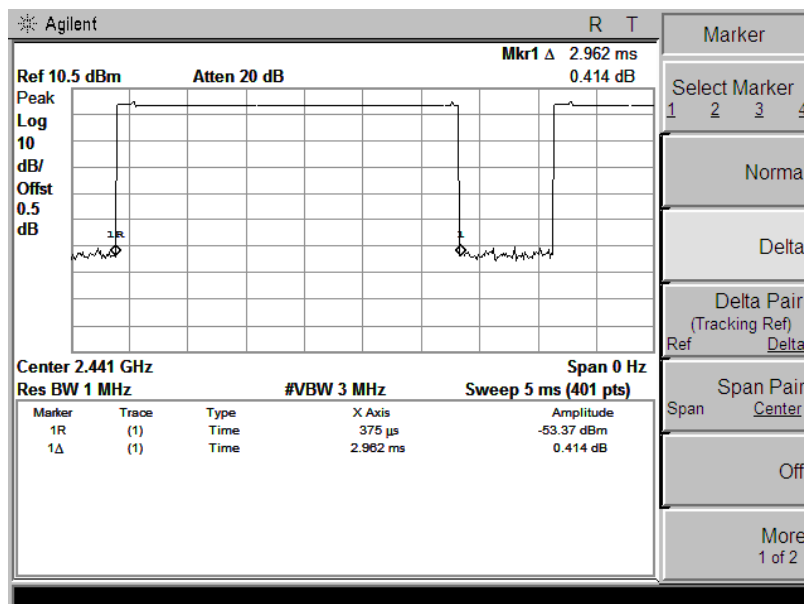 Agilent R T
Mkr1 Δ 2.962 ms
Ref 10.5 dBm Atten 20 dB 0.414 dB
Peak
Log
10
dB/
Offst
0.5
dB
1R
1
Center 2.441 GHz Span 0 Hz
Res BW 1 MHz #VBW 3 MHz Sweep 5 ms (401 pts)
Marker Trace Type X Axis Amplitude
1R (1) Time 375 µs -53.37 dBm
1Δ (1) Time 2.962 ms 0.414 dB
Marker
Select Marker
1 2 3 4
Norma
Delta
Delta Pair
(Tracking Ref)
Ref Delta
Span Pair
Span Center
Off
More
1 of 2